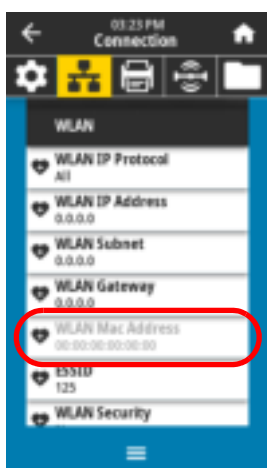 03:23 PM
Connection
WLAN
WLAN IP Protocol
All
WLAN IP Address
0.0.0.0
WLAN Subnet
0.0.0.0
WLAN Gateway
0.0.0.0
WLAN Mac Address
00:00:00:00:00:00
ESSID
125
WLAN Security